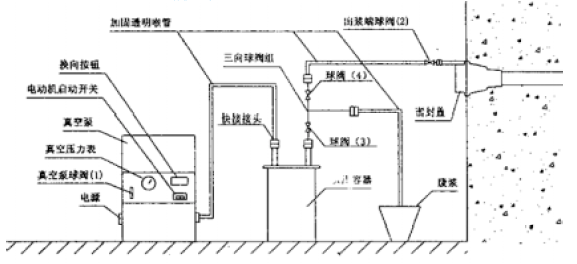 加固透明塑管
出浆端球阀(2)
三向球阀组
换向按钮
电动机启动开关
球阀 (4)
密封盖
真空泵
快接接头
真空压力表
球阀 (3)
真空泵球阀(1)
容器
废浆
电源